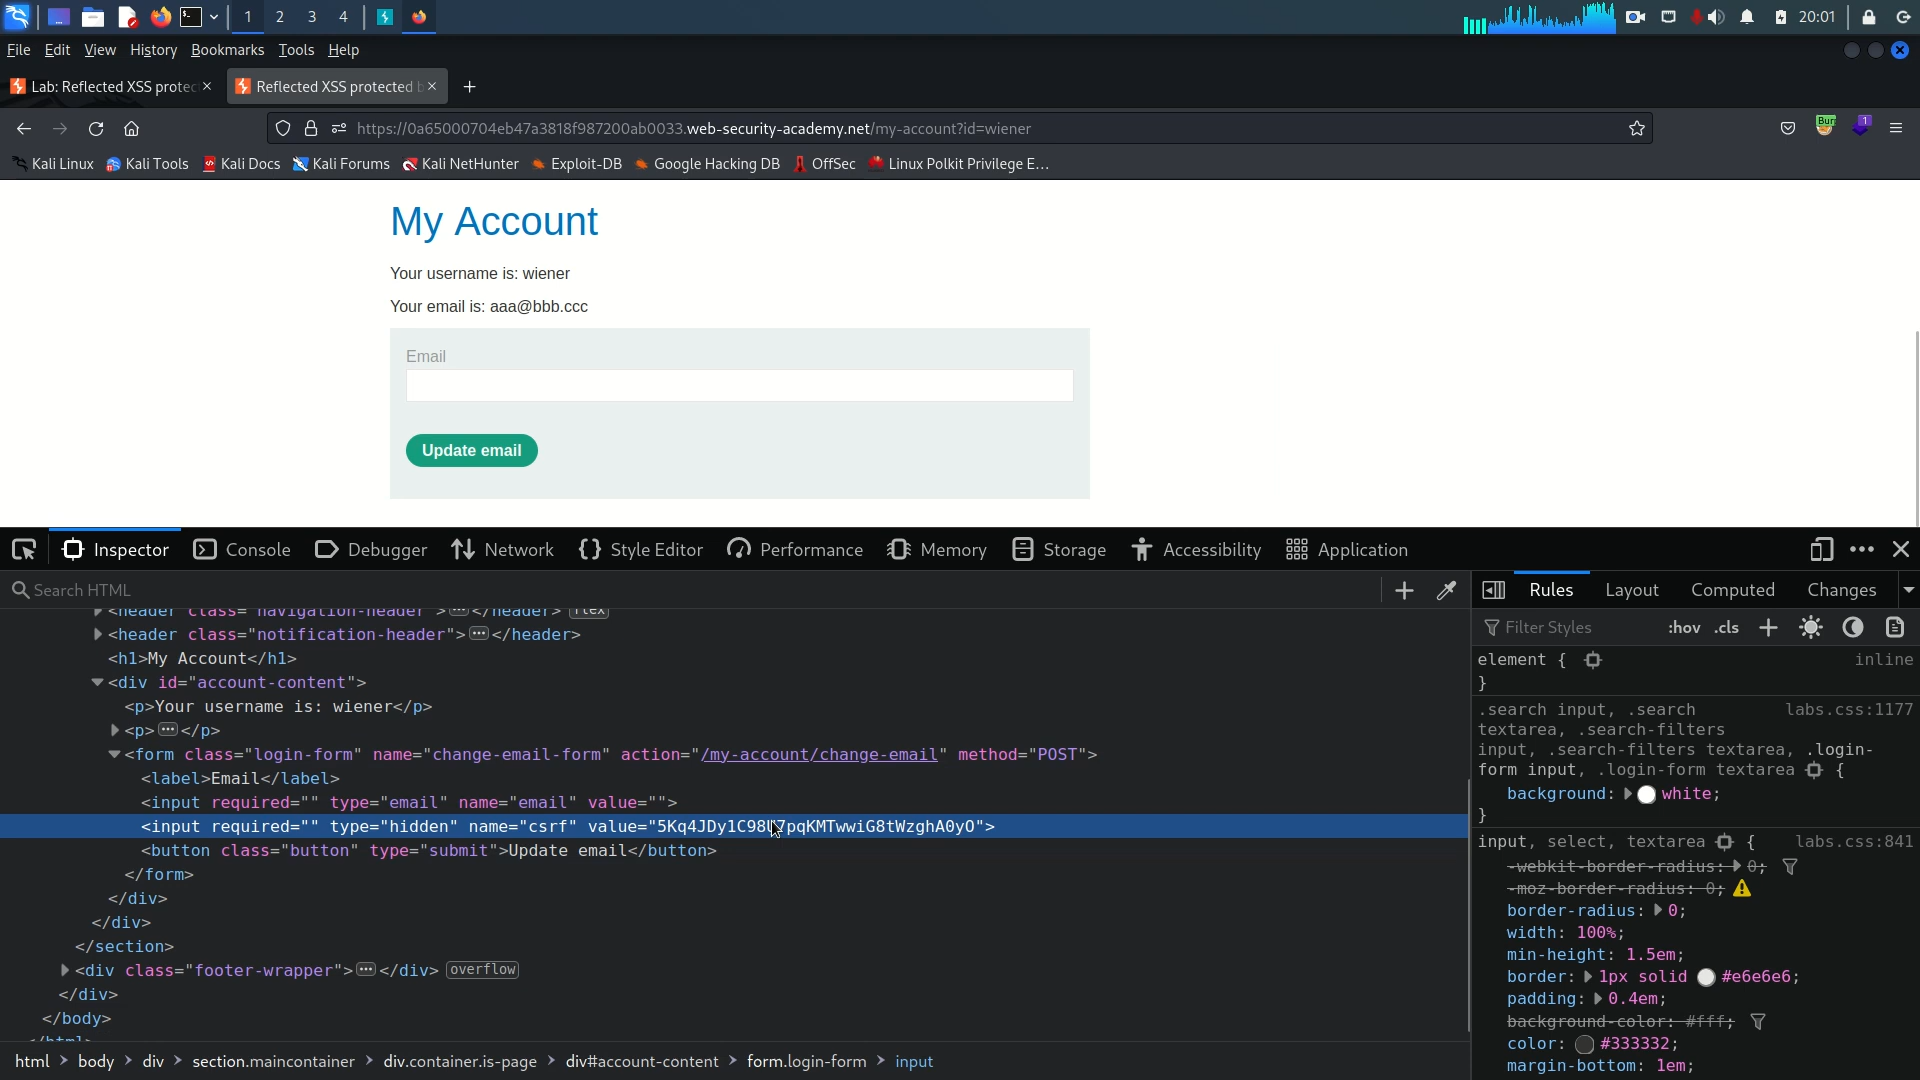 1 2 3 4 20:01
File Edit View History Bookmarks Tools Help
Lab: Reflected XSS protec Reflected XSS protected b
https://0a65000704eb47a3818f987200ab0033.web-security-academy.net/my-account?id=wiener
Bur 1
Kali Linux Kali Tools Kali Docs Kali Forums Kali NetHunter Exploit-DB Google Hacking DB OffSec Linux Polkit Privilege E…
My Account
Your username is: wiener
Your email is: aaa@bbb.ccc
Email
Update email
Inspector Console Debugger Network Style Editor Performance Memory Storage Accessibility Application
Search HTML
Rules Layout Computed Changes
Filter Styles :hov .cls
<header class="navigation-header">…</header> flex
<header class="notification-header">…</header>
<h1>My Account</h1>
<div id="account-content">
<p>Your username is: wiener</p>
<p>…</p>
<form class="login-form" name="change-email-form" action="/my-account/change-email" method="POST">
<label>Email</label>
<input required="" type="email" name="email" value="">
<input required="" type="hidden" name="csrf" value="5Kq4JDy1C98U7pqKMTwwiG8tWzghA0yO">
<button class="button" type="submit">Update email</button>
</form>
</div>
</div>
</section>
<div class="footer-wrapper">…</div> overflow
</div>
</body>
</html>
html body div section.maincontainer div.container.is-page div#account-content form.login-form input
element { inline
}
.search input, .search labs.css:1177
textarea, .search-filters
input, .search-filters textarea, .login-
form input, .login-form textarea {
background: white;
}
input, select, textarea { labs.css:841
-webkit-border-radius: 0;
-moz-border-radius: 0;
border-radius: 0;
width: 100%;
min-height: 1.5em;
border: 1px solid #e6e6e6;
padding: 0.4em;
background-color: #fff;
color: #333332;
margin-bottom: 1em;